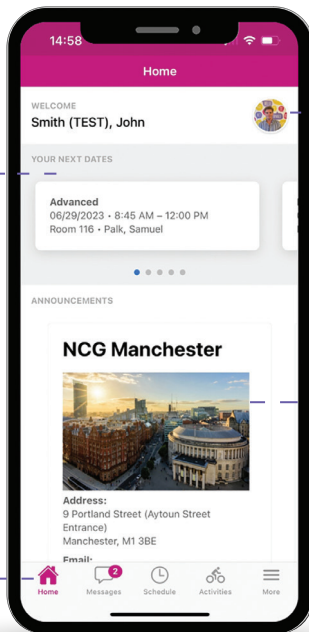 14:58
Home
WELCOME
Smith (TEST), John
YOUR NEXT DATES
Advanced
06/29/2023 • 8:45 AM – 12:00 PM
Room 116 • Palk, Samuel
ANNOUNCEMENTS
NCG Manchester
Address:
9 Portland Street (Aytoun Street
Entrance)
Manchester, M1 3BE
Email:
2
Home
Messages
Schedule
Activities
More